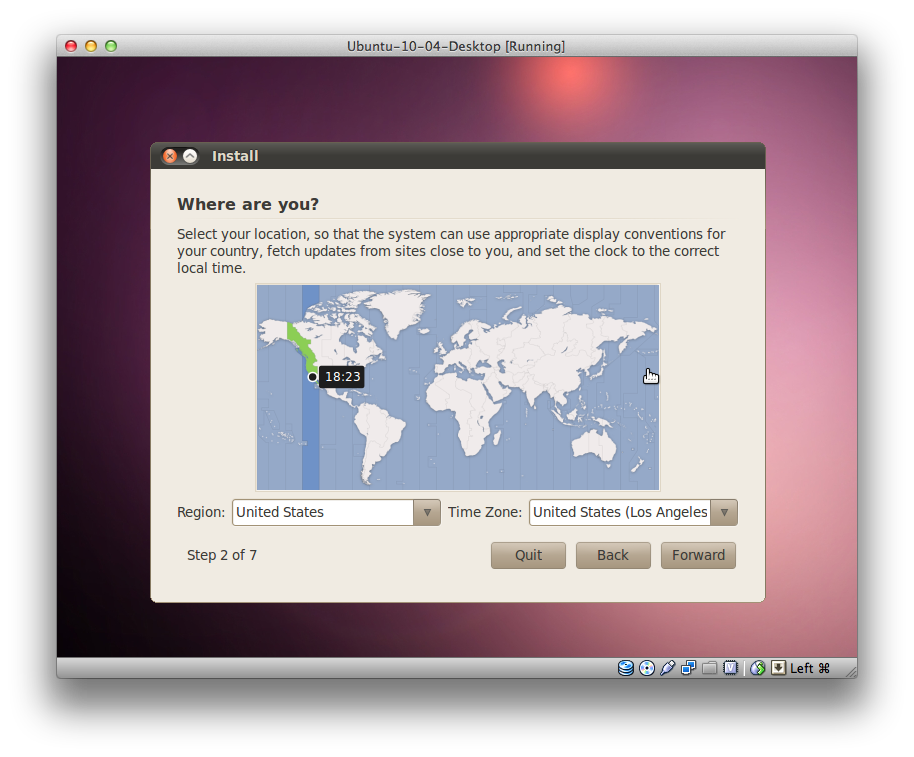 Ubuntu-10-04-Desktop [Running]
Install
Where are you?
Select your location, so that the system can use appropriate display conventions for
your country, fetch updates from sites close to you, and set the clock to the correct
local time.
18:23
Region: United States Time Zone: United States (Los Angeles
Step 2 of 7 Quit Back Forward
Left ⌘